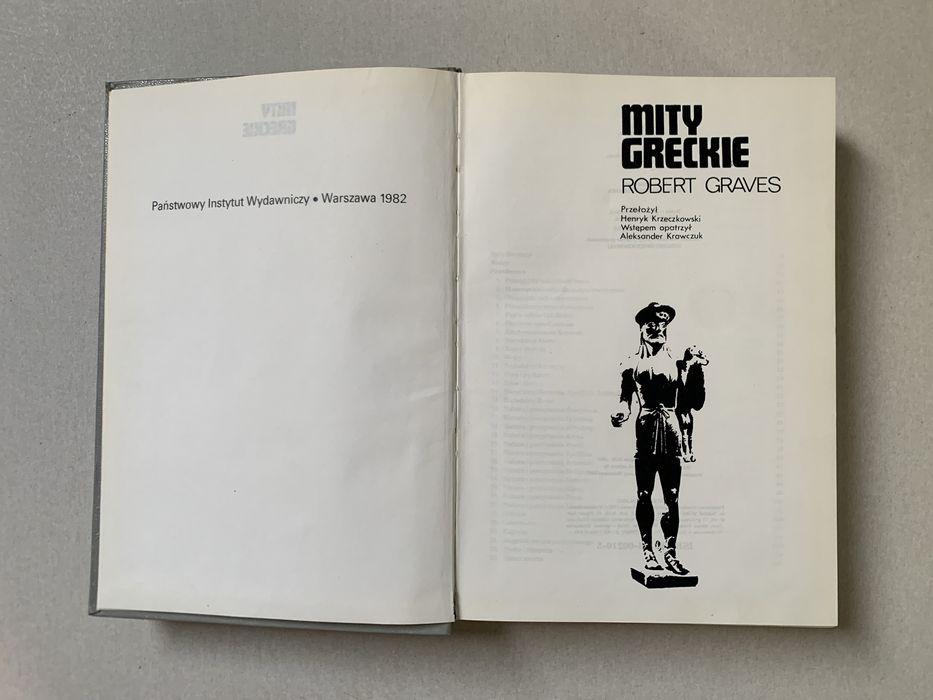 Państwowy Instytut Wydawniczy • Warszawa 1982
MITY
GRECKIE
ROBERT GRAVES
Przełożył
Henryk Krzeczkowski
Wstępem opatrzył
Aleksander Krawczuk